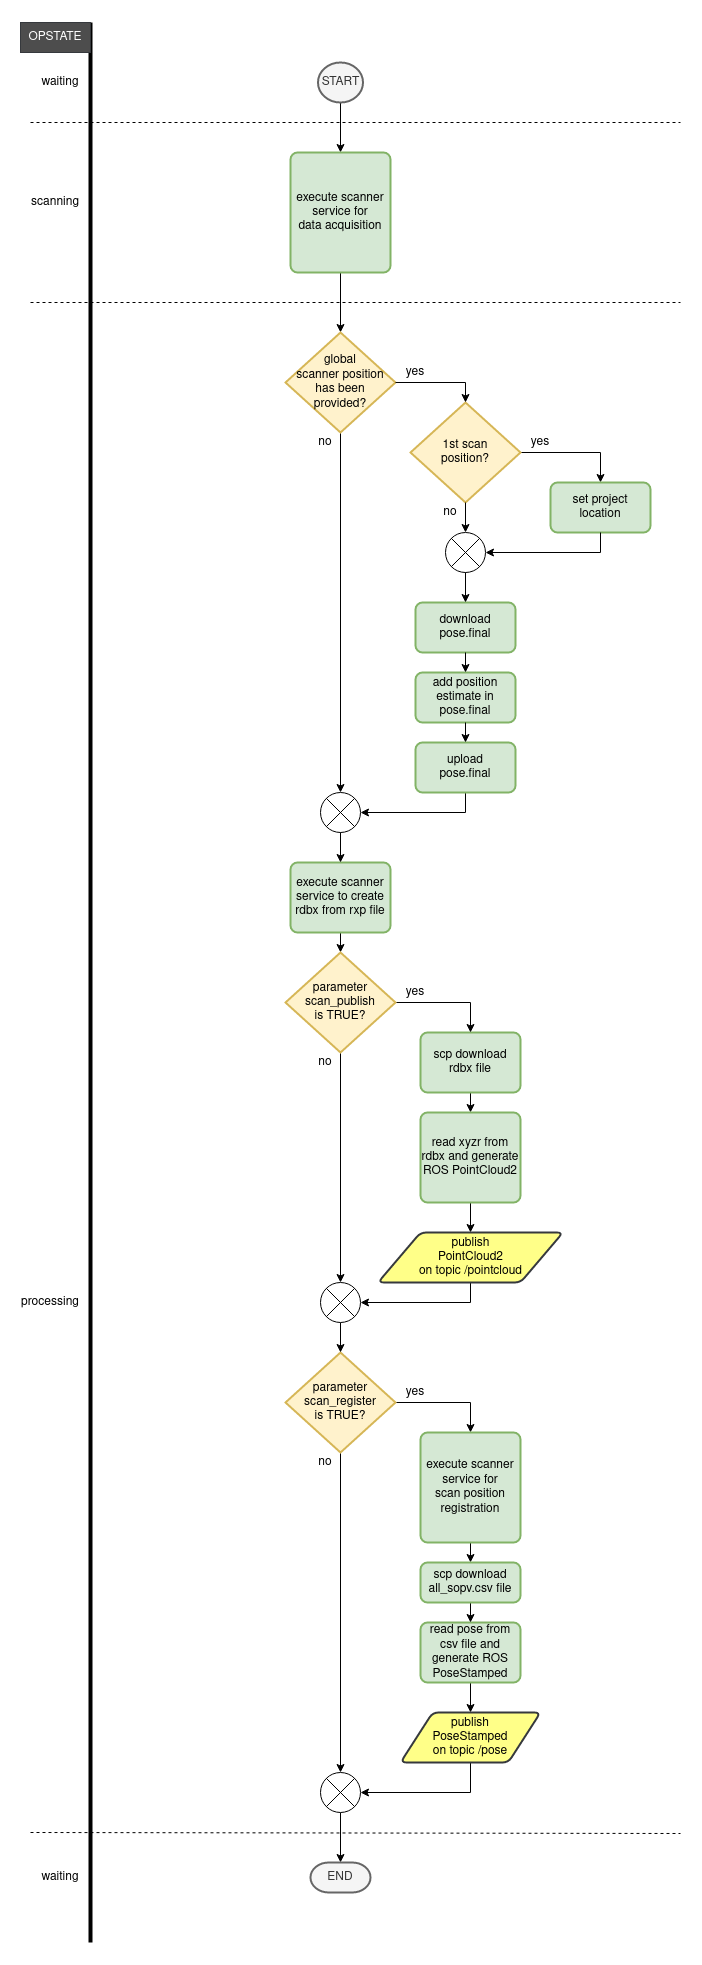 OPSTATE
waiting
START
scanning
execute scanner
service for
data acquisition
global
scanner position
has been
provided?
yes
no
1st scan
position?
yes
no
set project
location
download
pose.final
add position
estimate in
pose.final
upload
pose.final
execute scanner
service to create
rdbx from rxp file
parameter
scan_publish
is TRUE?
yes
no
scp download
rdbx file
read xyzr from
rdbx and generate
ROS PointCloud2
publish
PointCloud2
on topic /pointcloud
processing
parameter
scan_register
is TRUE?
yes
no
execute scanner
service for
scan position
registration
scp download
all_sopv.csv file
read pose from
csv file and
generate ROS
PoseStamped
publish
PoseStamped
on topic /pose
waiting
END